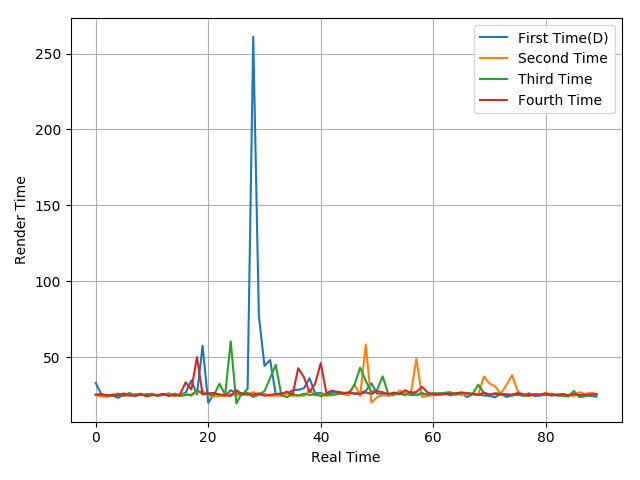 First Time(D)
Second Time
Third Time
Fourth Time
250
200
150
100
50
Render Time
0
20
40
60
80
Real Time